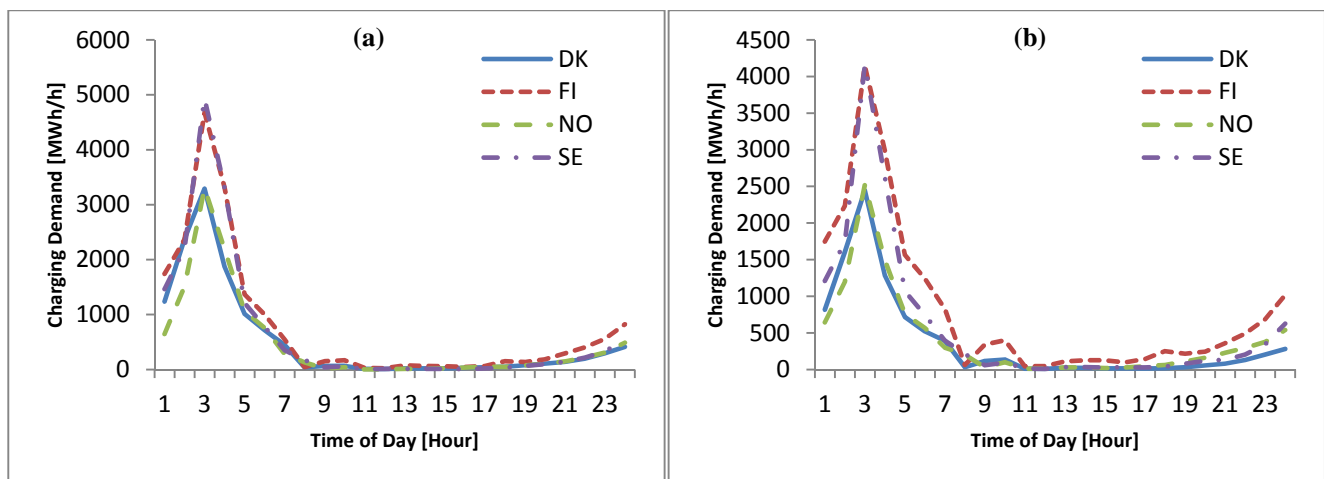 (a)
Charging Demand [MWh/h]
6000
5000
4000
3000
2000
1000
0
DK
FI
NO
SE
1 3 5 7 9 11 13 15 17 19 21 23
Time of Day [Hour]
(b)
Charging Demand [MWh/h]
4500
4000
3500
3000
2500
2000
1500
1000
500
0
DK
FI
NO
SE
1 3 5 7 9 11 13 15 17 19 21 23
Time of Day [Hour]